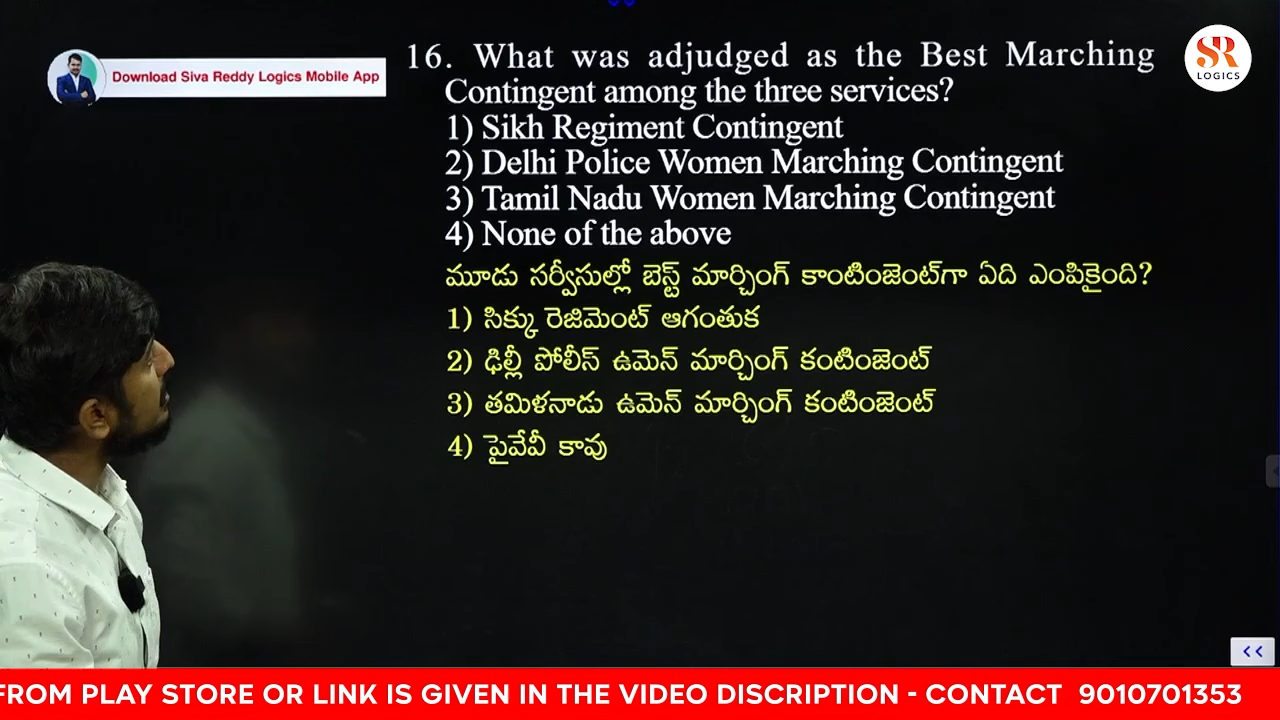 Download Siva Reddy Logics Mobile App
SR
LOGICS
16. What was adjudged as the Best Marching
Contingent among the three services?
1) Sikh Regiment Contingent
2) Delhi Police Women Marching Contingent
3) Tamil Nadu Women Marching Contingent
4) None of the above
మూడు సర్వీసుల్లో బెస్ట్ మార్చింగ్ కాంటింజెంట్‌గా ఏది ఎంపికైంది?
1) సిక్కు రెజిమెంట్ ఆగంతుక
2) ఢిల్లీ పోలీస్ ఉమెన్ మార్చింగ్ కంటింజెంట్
3) తమిళనాడు ఉమెన్ మార్చింగ్ కంటింజెంట్
4) పైవేవీ కావు
<<
FROM PLAY STORE OR LINK IS GIVEN IN THE VIDEO DISCRIPTION - CONTACT 9010701353